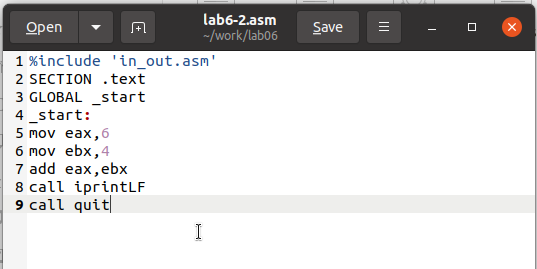 Open
lab6-2.asm
~/work/lab06
Save
1 %include 'in_out.asm'
2 SECTION .text
3 GLOBAL _start
4 _start:
5 mov eax,6
6 mov ebx,4
7 add eax,ebx
8 call iprintLF
9 call quit